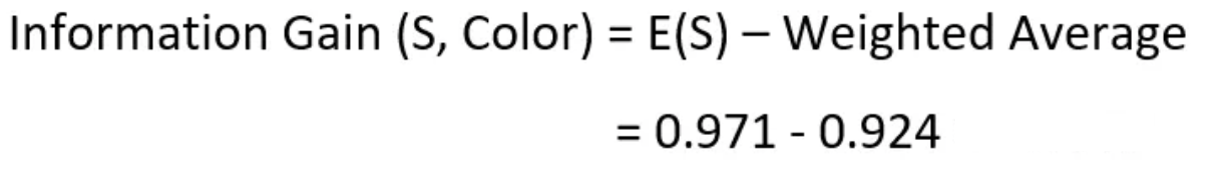 Information Gain (S, Color) = E(S) – Weighted Average
= 0.971 - 0.924